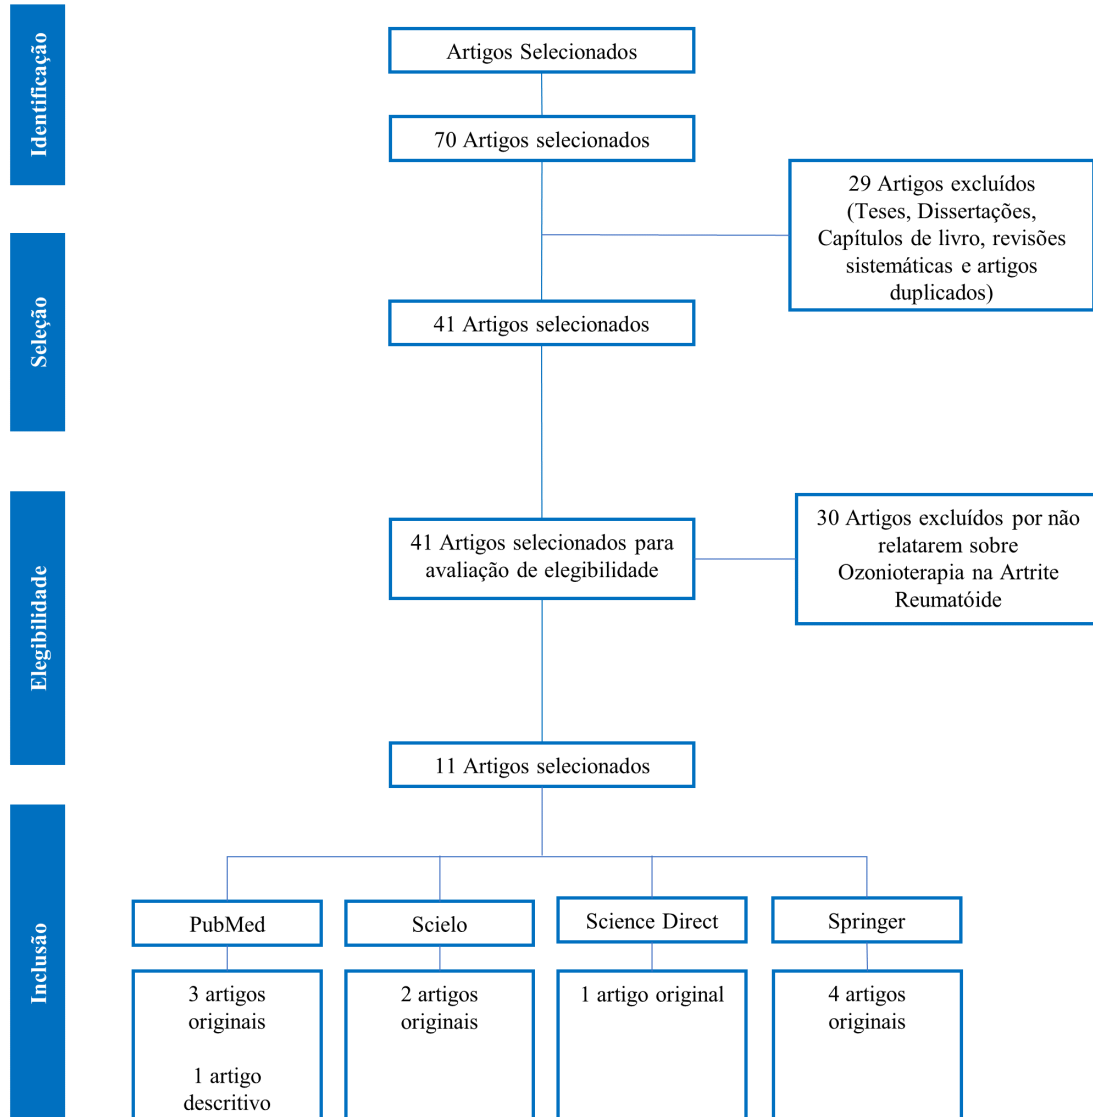 Identificação
Artigos Selecionados
70 Artigos selecionados
29 Artigos excluídos
(Teses, Dissertações,
Capítulos de livro, revisões
sistemáticas e artigos
duplicados)
Seleção
41 Artigos selecionados
Elegibilidade
41 Artigos selecionados para
avaliação de elegibilidade
30 Artigos excluídos por não
relatarem sobre
Ozonioterapia na Artrite
Reumatóide
11 Artigos selecionados
Inclusão
PubMed
Scielo
Science Direct
Springer
3 artigos
originais
1 artigo
descritivo
2 artigos
originais
1 artigo original
4 artigos
originais